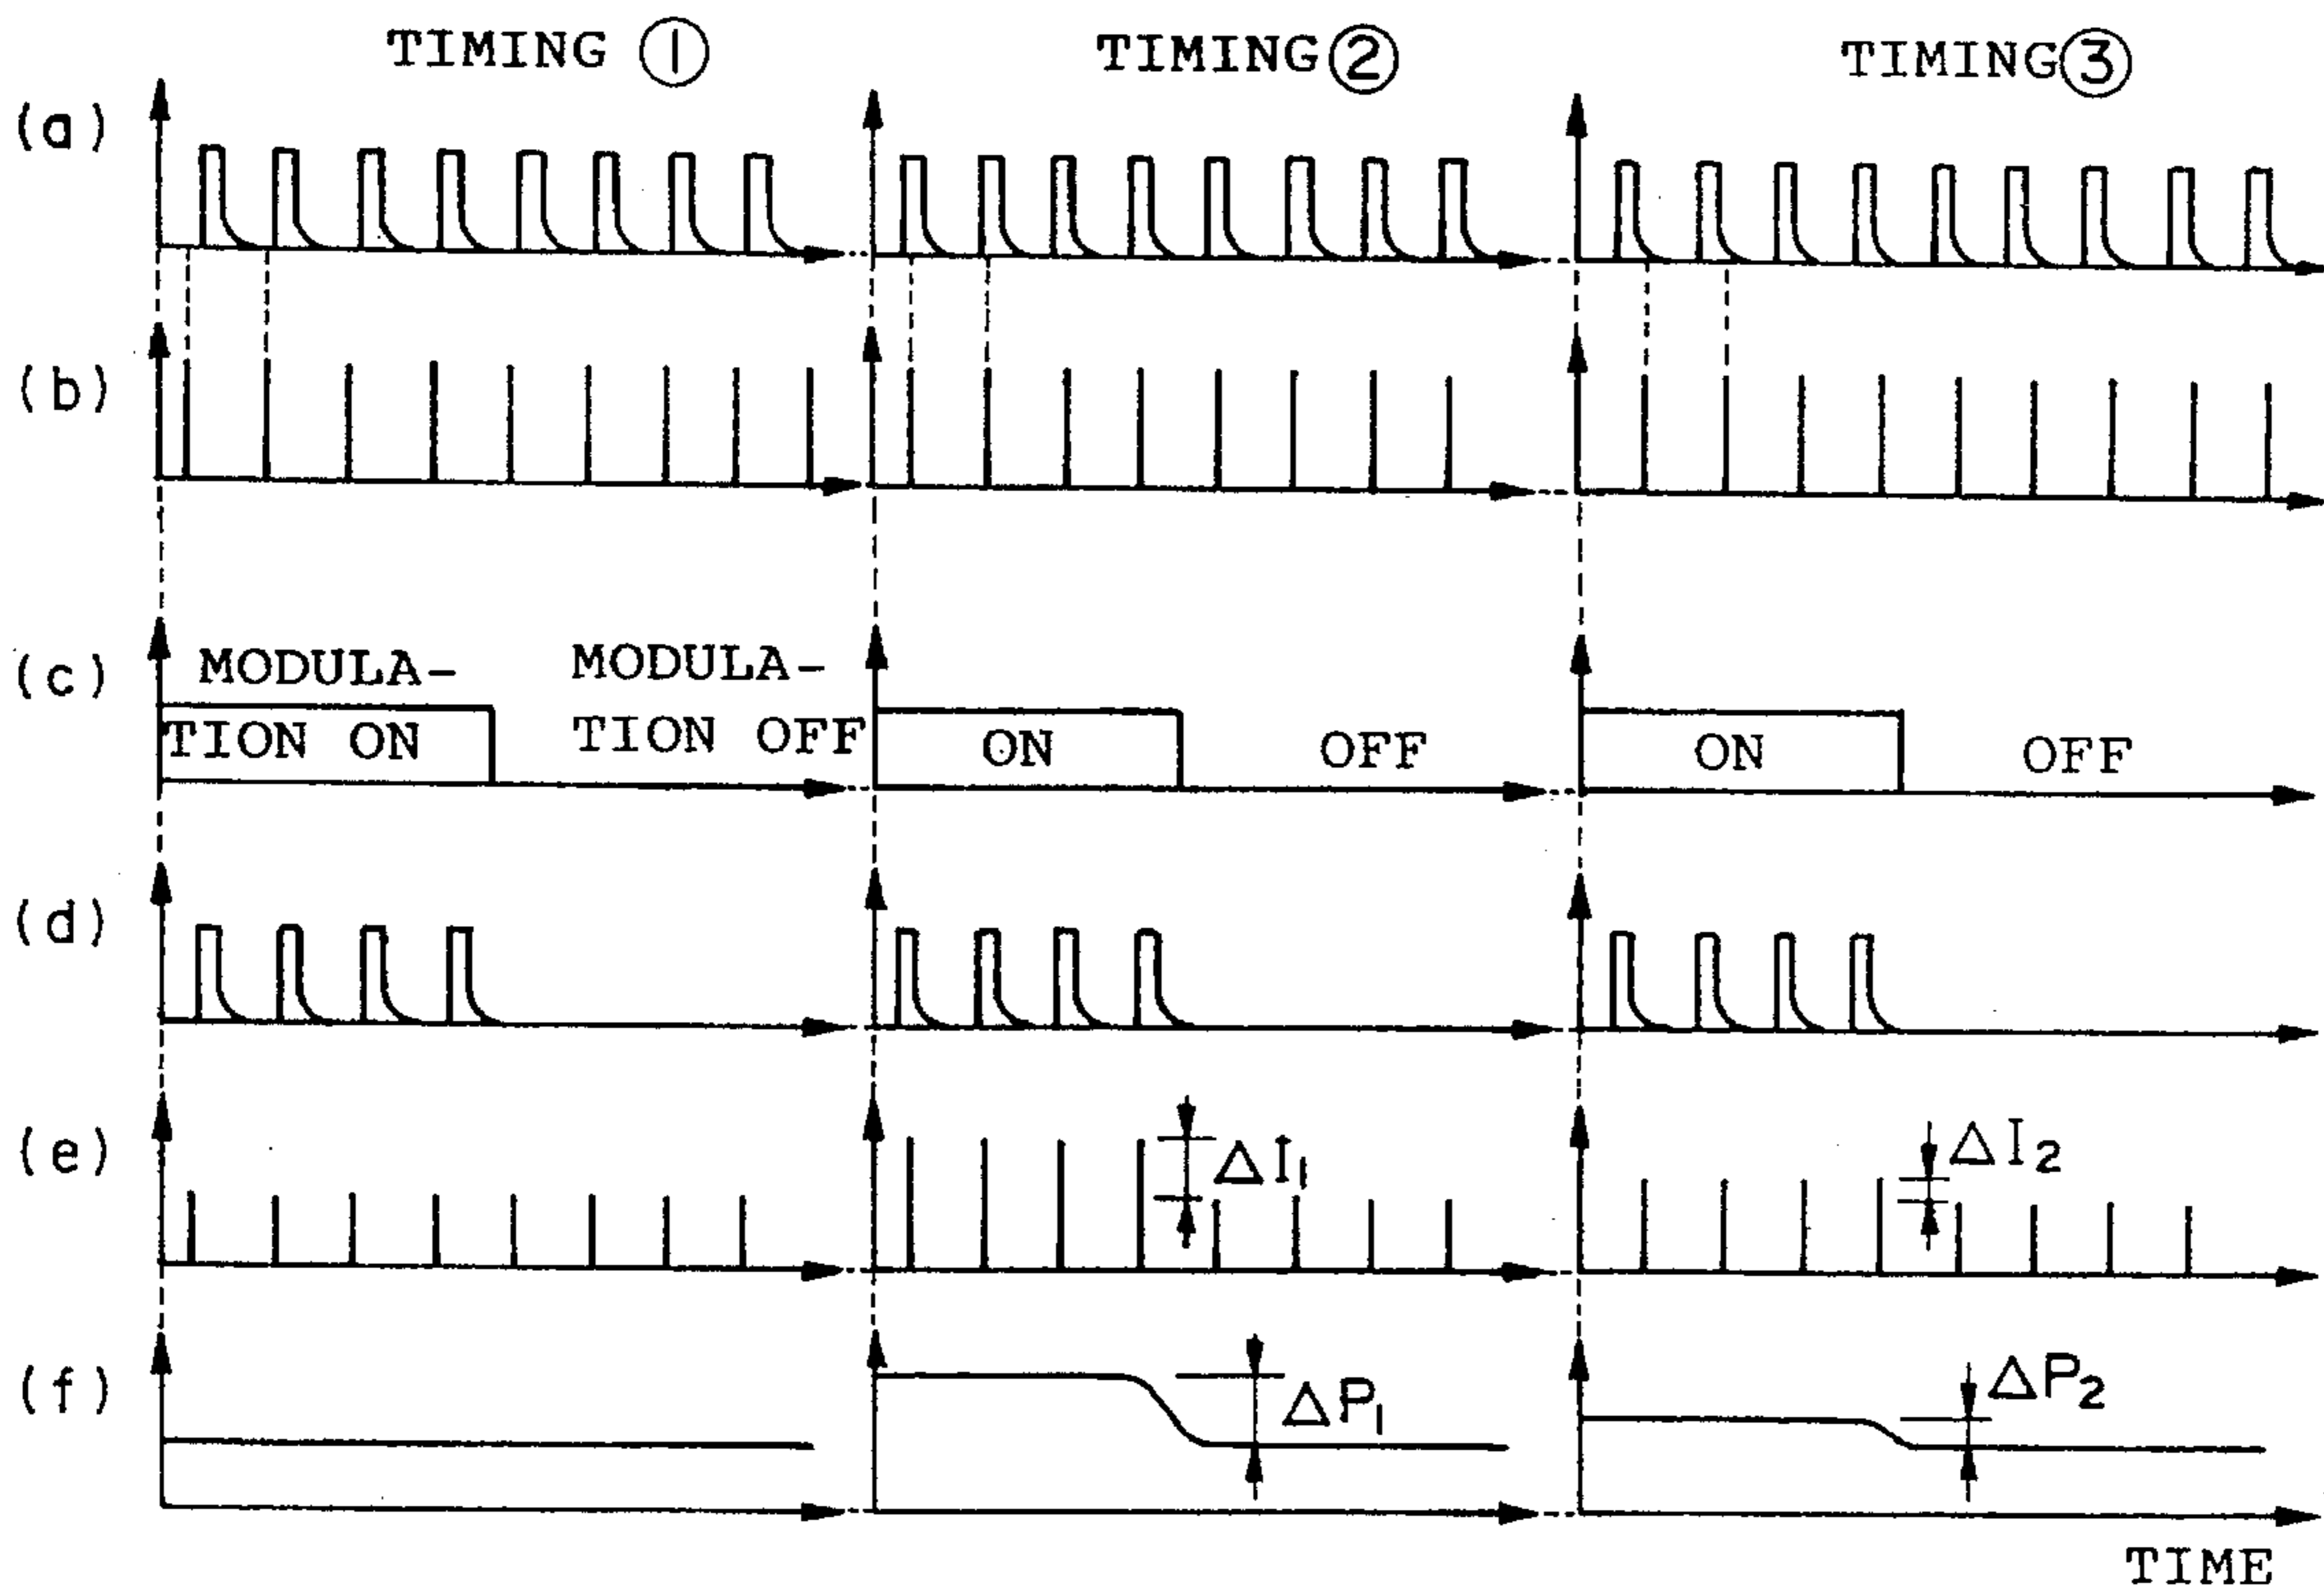 TIMING ① TIMING② TIMING③
(a)
(b)
(c) MODULA- MODULA-
TION ON TION OFF ON OFF ON OFF
(d)
(e) ΔI₁ ΔI₂
(f) ΔP₁ ΔP₂
TIME